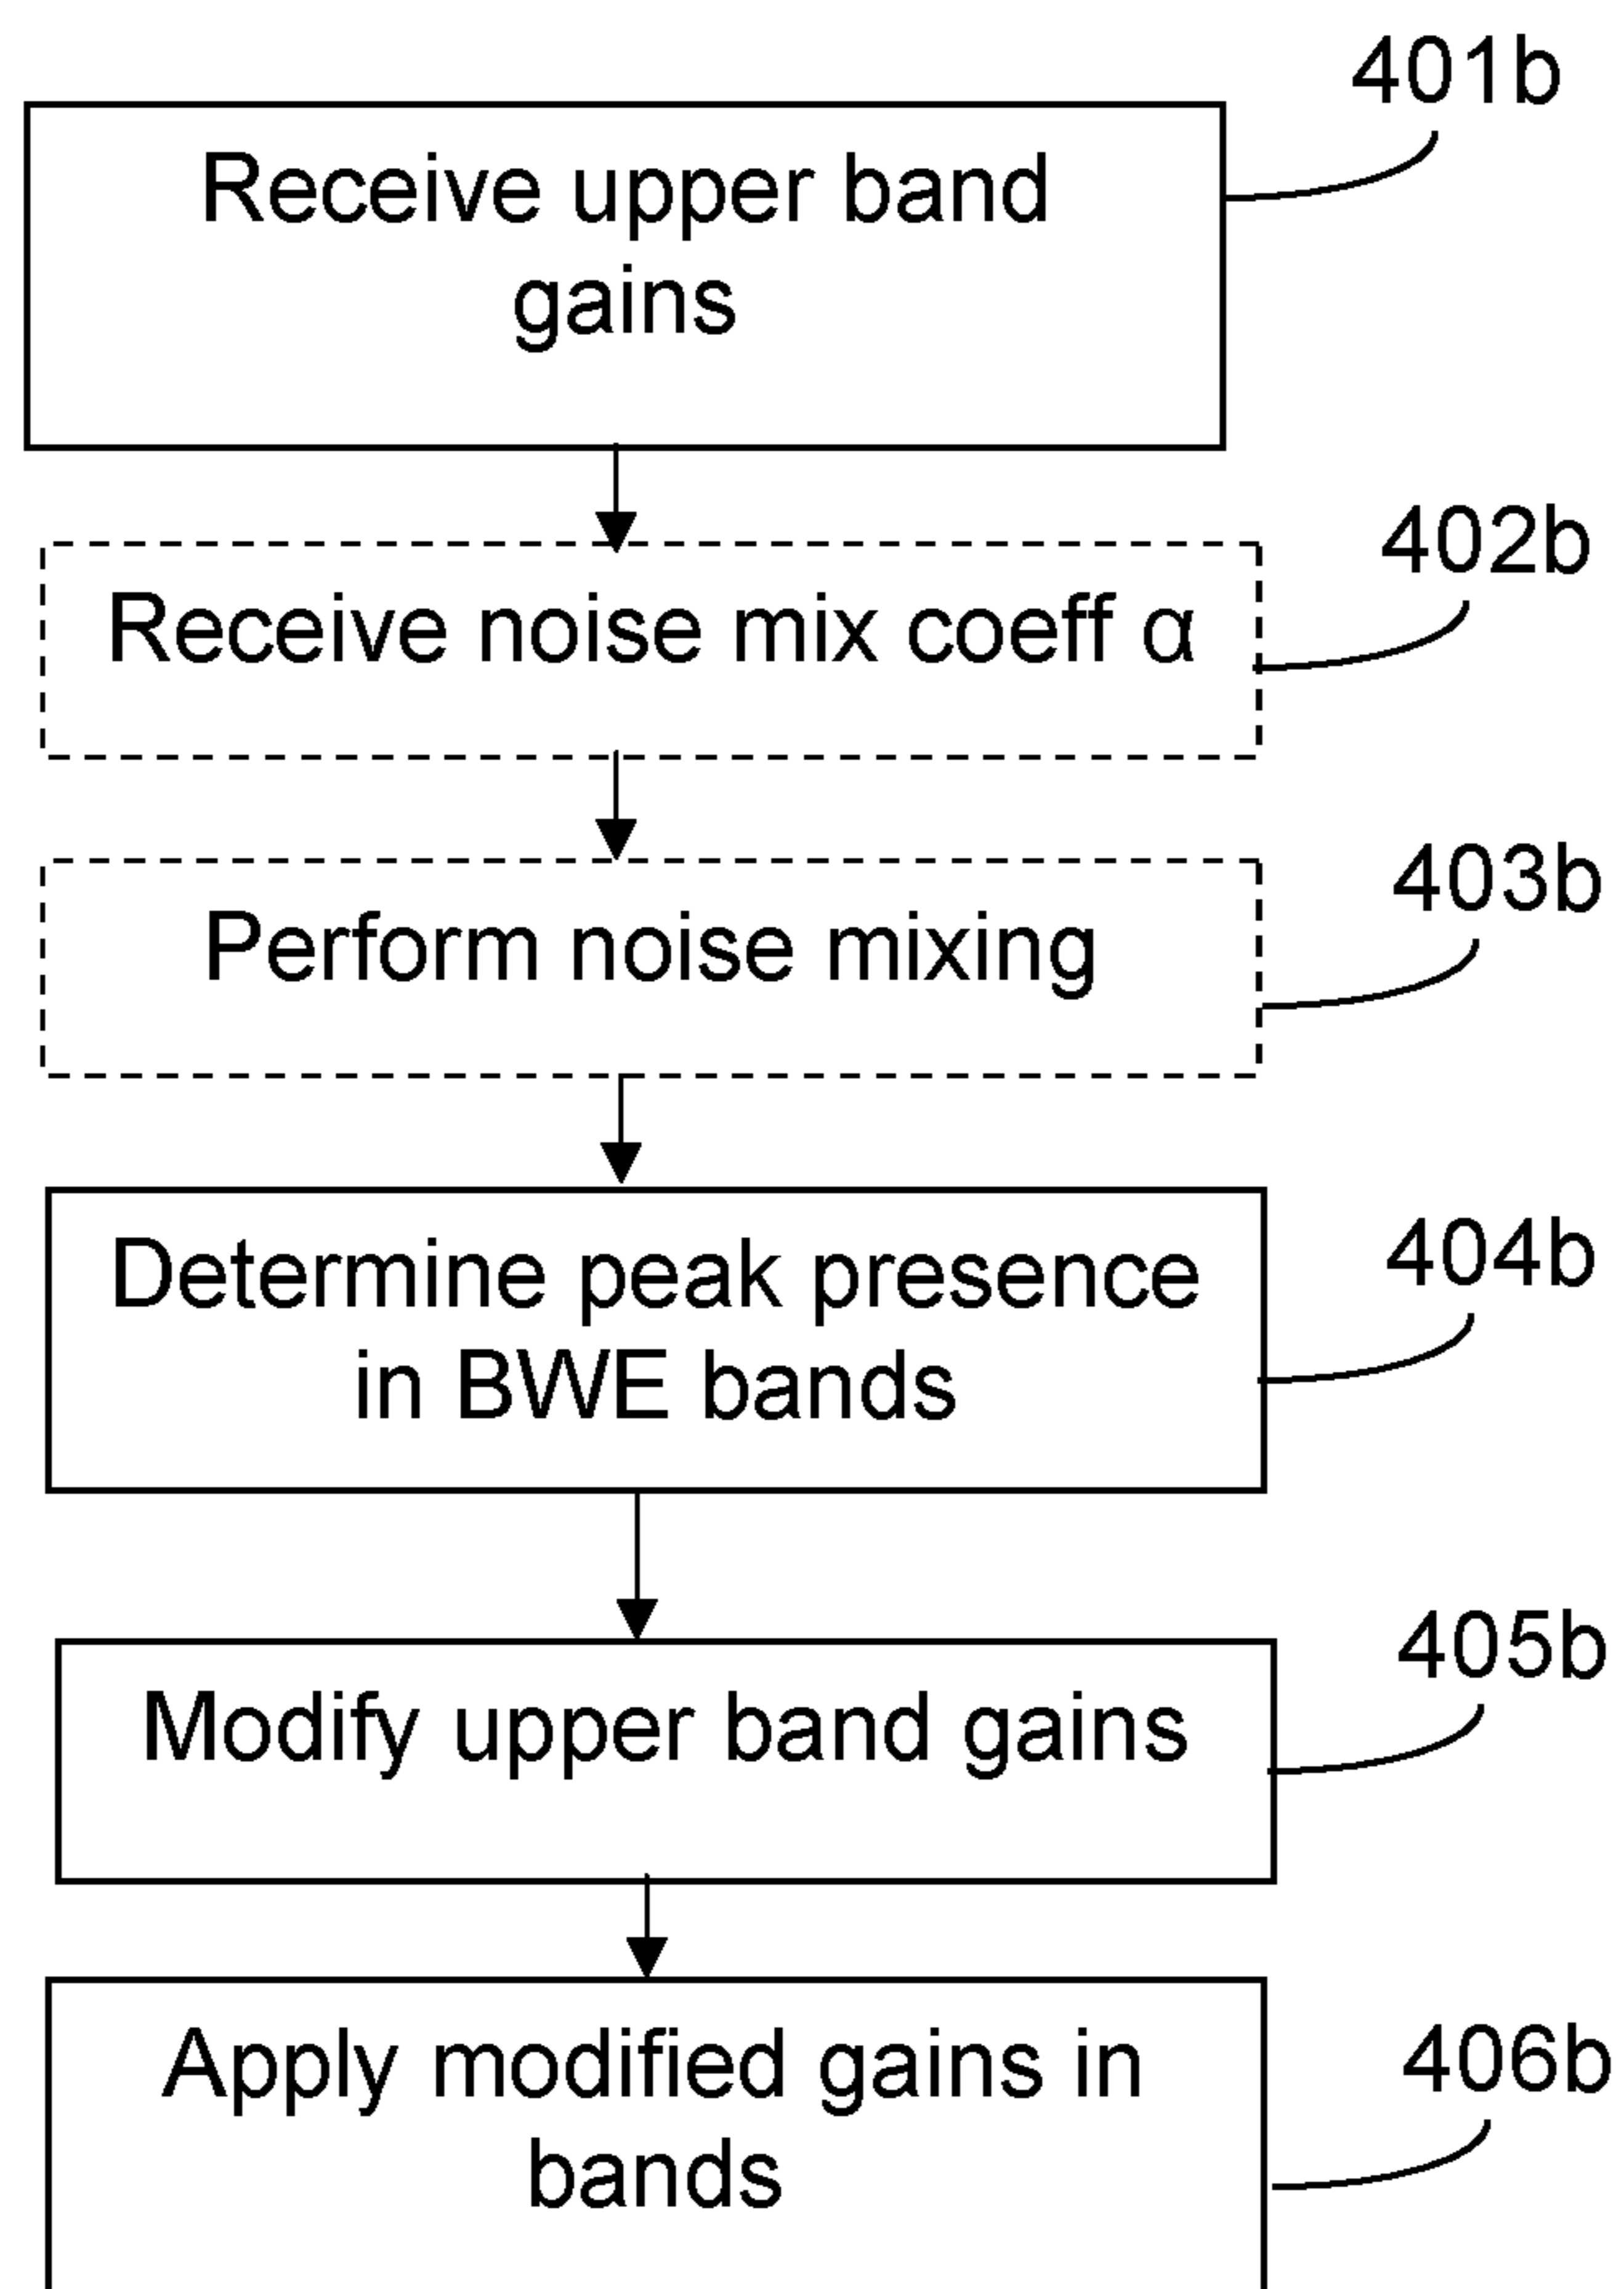 401b
Receive upper band
gains
402b
Receive noise mix coeff α
403b
Perform noise mixing
404b
Determine peak presence
in BWE bands
405b
Modify upper band gains
406b
Apply modified gains in
bands